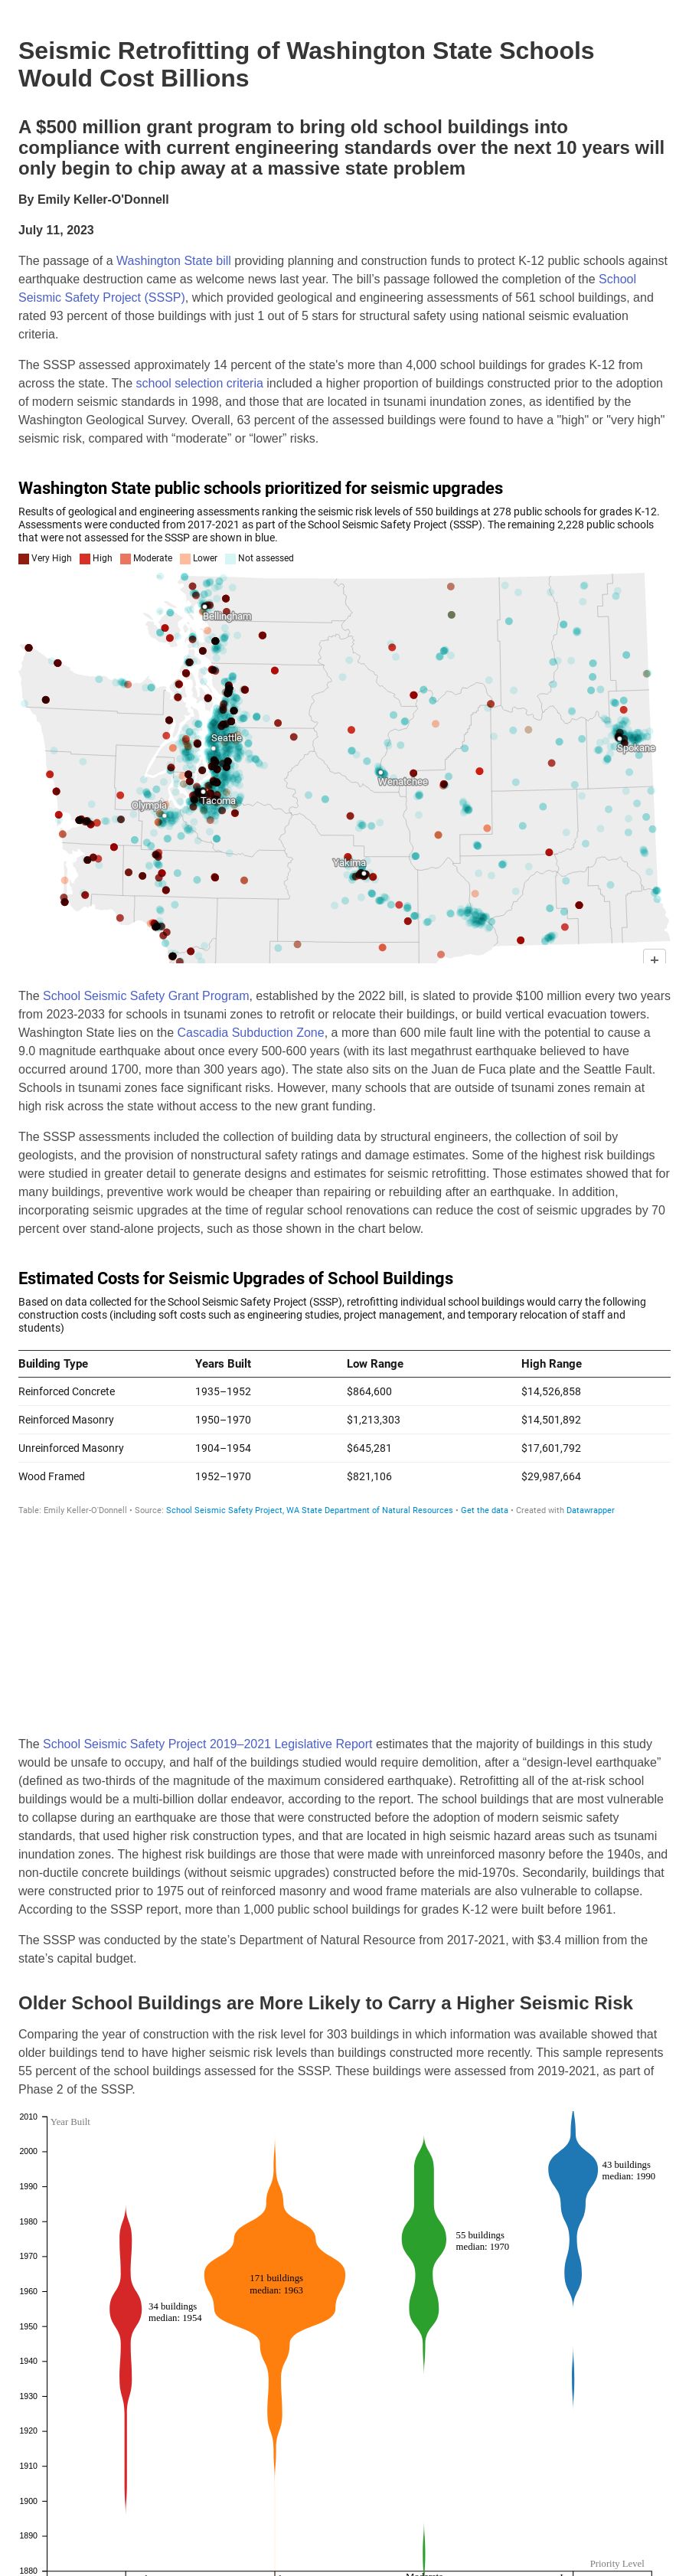 Seismic Retrofitting of Washington State Schools
Would Cost Billions
A $500 million grant program to bring old school buildings into
compliance with current engineering standards over the next 10 years will
only begin to chip away at a massive state problem
By Emily Keller-O'Donnell
July 11, 2023
The passage of a Washington State bill providing planning and construction funds to protect K-12 public schools against
earthquake destruction came as welcome news last year. The bill’s passage followed the completion of the School
Seismic Safety Project (SSSP), which provided geological and engineering assessments of 561 school buildings, and
rated 93 percent of those buildings with just 1 out of 5 stars for structural safety using national seismic evaluation
criteria.
The SSSP assessed approximately 14 percent of the state's more than 4,000 school buildings for grades K-12 from
across the state. The school selection criteria included a higher proportion of buildings constructed prior to the adoption
of modern seismic standards in 1998, and those that are located in tsunami inundation zones, as identified by the
Washington Geological Survey. Overall, 63 percent of the assessed buildings were found to have a "high" or "very high"
seismic risk, compared with “moderate” or “lower” risks.
Washington State public schools prioritized for seismic upgrades
Results of geological and engineering assessments ranking the seismic risk levels of 550 buildings at 278 public schools for grades K-12.
Assessments were conducted from 2017-2021 as part of the School Seismic Safety Project (SSSP). The remaining 2,228 public schools
that were not assessed for the SSSP are shown in blue.
Very High High Moderate Lower Not assessed
Bellingham
Seattle
Spokane
Wenatchee
Tacoma
Olympia
Yakima
+
The School Seismic Safety Grant Program, established by the 2022 bill, is slated to provide $100 million every two years
from 2023-2033 for schools in tsunami zones to retrofit or relocate their buildings, or build vertical evacuation towers.
Washington State lies on the Cascadia Subduction Zone, a more than 600 mile fault line with the potential to cause a
9.0 magnitude earthquake about once every 500-600 years (with its last megathrust earthquake believed to have
occurred around 1700, more than 300 years ago). The state also sits on the Juan de Fuca plate and the Seattle Fault.
Schools in tsunami zones face significant risks. However, many schools that are outside of tsunami zones remain at
high risk across the state without access to the new grant funding.
The SSSP assessments included the collection of building data by structural engineers, the collection of soil by
geologists, and the provision of nonstructural safety ratings and damage estimates. Some of the highest risk buildings
were studied in greater detail to generate designs and estimates for seismic retrofitting. Those estimates showed that for
many buildings, preventive work would be cheaper than repairing or rebuilding after an earthquake. In addition,
incorporating seismic upgrades at the time of regular school renovations can reduce the cost of seismic upgrades by 70
percent over stand-alone projects, such as those shown in the chart below.
Estimated Costs for Seismic Upgrades of School Buildings
Based on data collected for the School Seismic Safety Project (SSSP), retrofitting individual school buildings would carry the following
construction costs (including soft costs such as engineering studies, project management, and temporary relocation of staff and
students)
Building Type Years Built Low Range High Range
Reinforced Concrete 1935–1952 $864,600 $14,526,858
Reinforced Masonry 1950–1970 $1,213,303 $14,501,892
Unreinforced Masonry 1904–1954 $645,281 $17,601,792
Wood Framed 1952–1970 $821,106 $29,987,664
Table: Emily Keller-O'Donnell • Source: School Seismic Safety Project, WA State Department of Natural Resources • Get the data • Created with Datawrapper
The School Seismic Safety Project 2019–2021 Legislative Report estimates that the majority of buildings in this study
would be unsafe to occupy, and half of the buildings studied would require demolition, after a “design-level earthquake”
(defined as two-thirds of the magnitude of the maximum considered earthquake). Retrofitting all of the at-risk school
buildings would be a multi-billion dollar endeavor, according to the report. The school buildings that are most vulnerable
to collapse during an earthquake are those that were constructed before the adoption of modern seismic safety
standards, that used higher risk construction types, and that are located in high seismic hazard areas such as tsunami
inundation zones. The highest risk buildings are those that were made with unreinforced masonry before the 1940s, and
non-ductile concrete buildings (without seismic upgrades) constructed before the mid-1970s. Secondarily, buildings that
were constructed prior to 1975 out of reinforced masonry and wood frame materials are also vulnerable to collapse.
According to the SSSP report, more than 1,000 public school buildings for grades K-12 were built before 1961.
The SSSP was conducted by the state’s Department of Natural Resource from 2017-2021, with $3.4 million from the
state’s capital budget.
Older School Buildings are More Likely to Carry a Higher Seismic Risk
Comparing the year of construction with the risk level for 303 buildings in which information was available showed that
older buildings tend to have higher seismic risk levels than buildings constructed more recently. This sample represents
55 percent of the school buildings assessed for the SSSP. These buildings were assessed from 2019-2021, as part of
Phase 2 of the SSSP.
2010
Year Built
2000
43 buildings
median: 1990
1990
1980
55 buildings
median: 1970
1970
171 buildings
median: 1963
1960
34 buildings
median: 1954
1950
1940
1930
1920
1910
1900
1890
Priority Level
1880